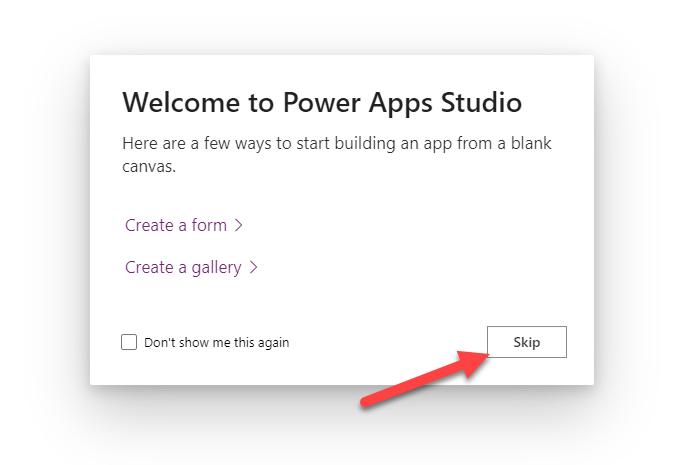 Welcome to Power Apps Studio
Here are a few ways to start building an app from a blank
canvas.
Create a form
Create a gallery
Don't show me this again
Skip